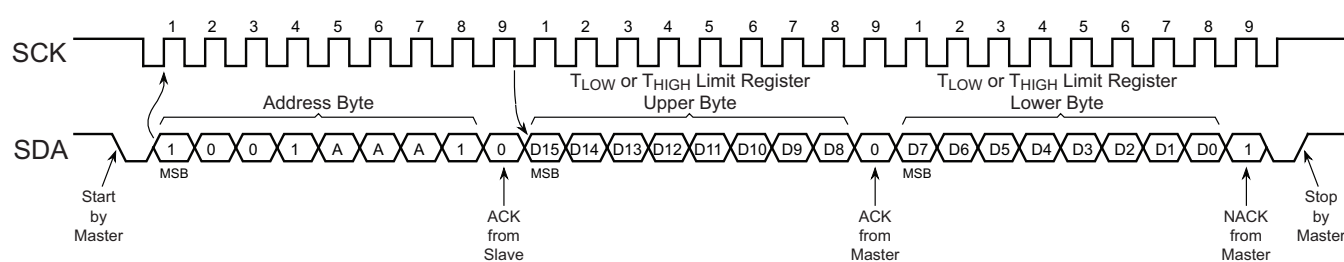 1 2 3 4 5 6 7 8 9 1 2 3 4 5 6 7 8 9 1 2 3 4 5 6 7 8 9
SCK
TLOW or THIGH Limit Register
Upper Byte
TLOW or THIGH Limit Register
Lower Byte
Address Byte
SDA
1 0 0 1 A A A 1 0 D15 D14 D13 D12 D11 D10 D9 D8 0 D7 D6 D5 D4 D3 D2 D1 D0 1
MSB MSB MSB
Start
by
Master
ACK
from
Slave
ACK
from
Master
NACK
from
Master
Stop
by
Master